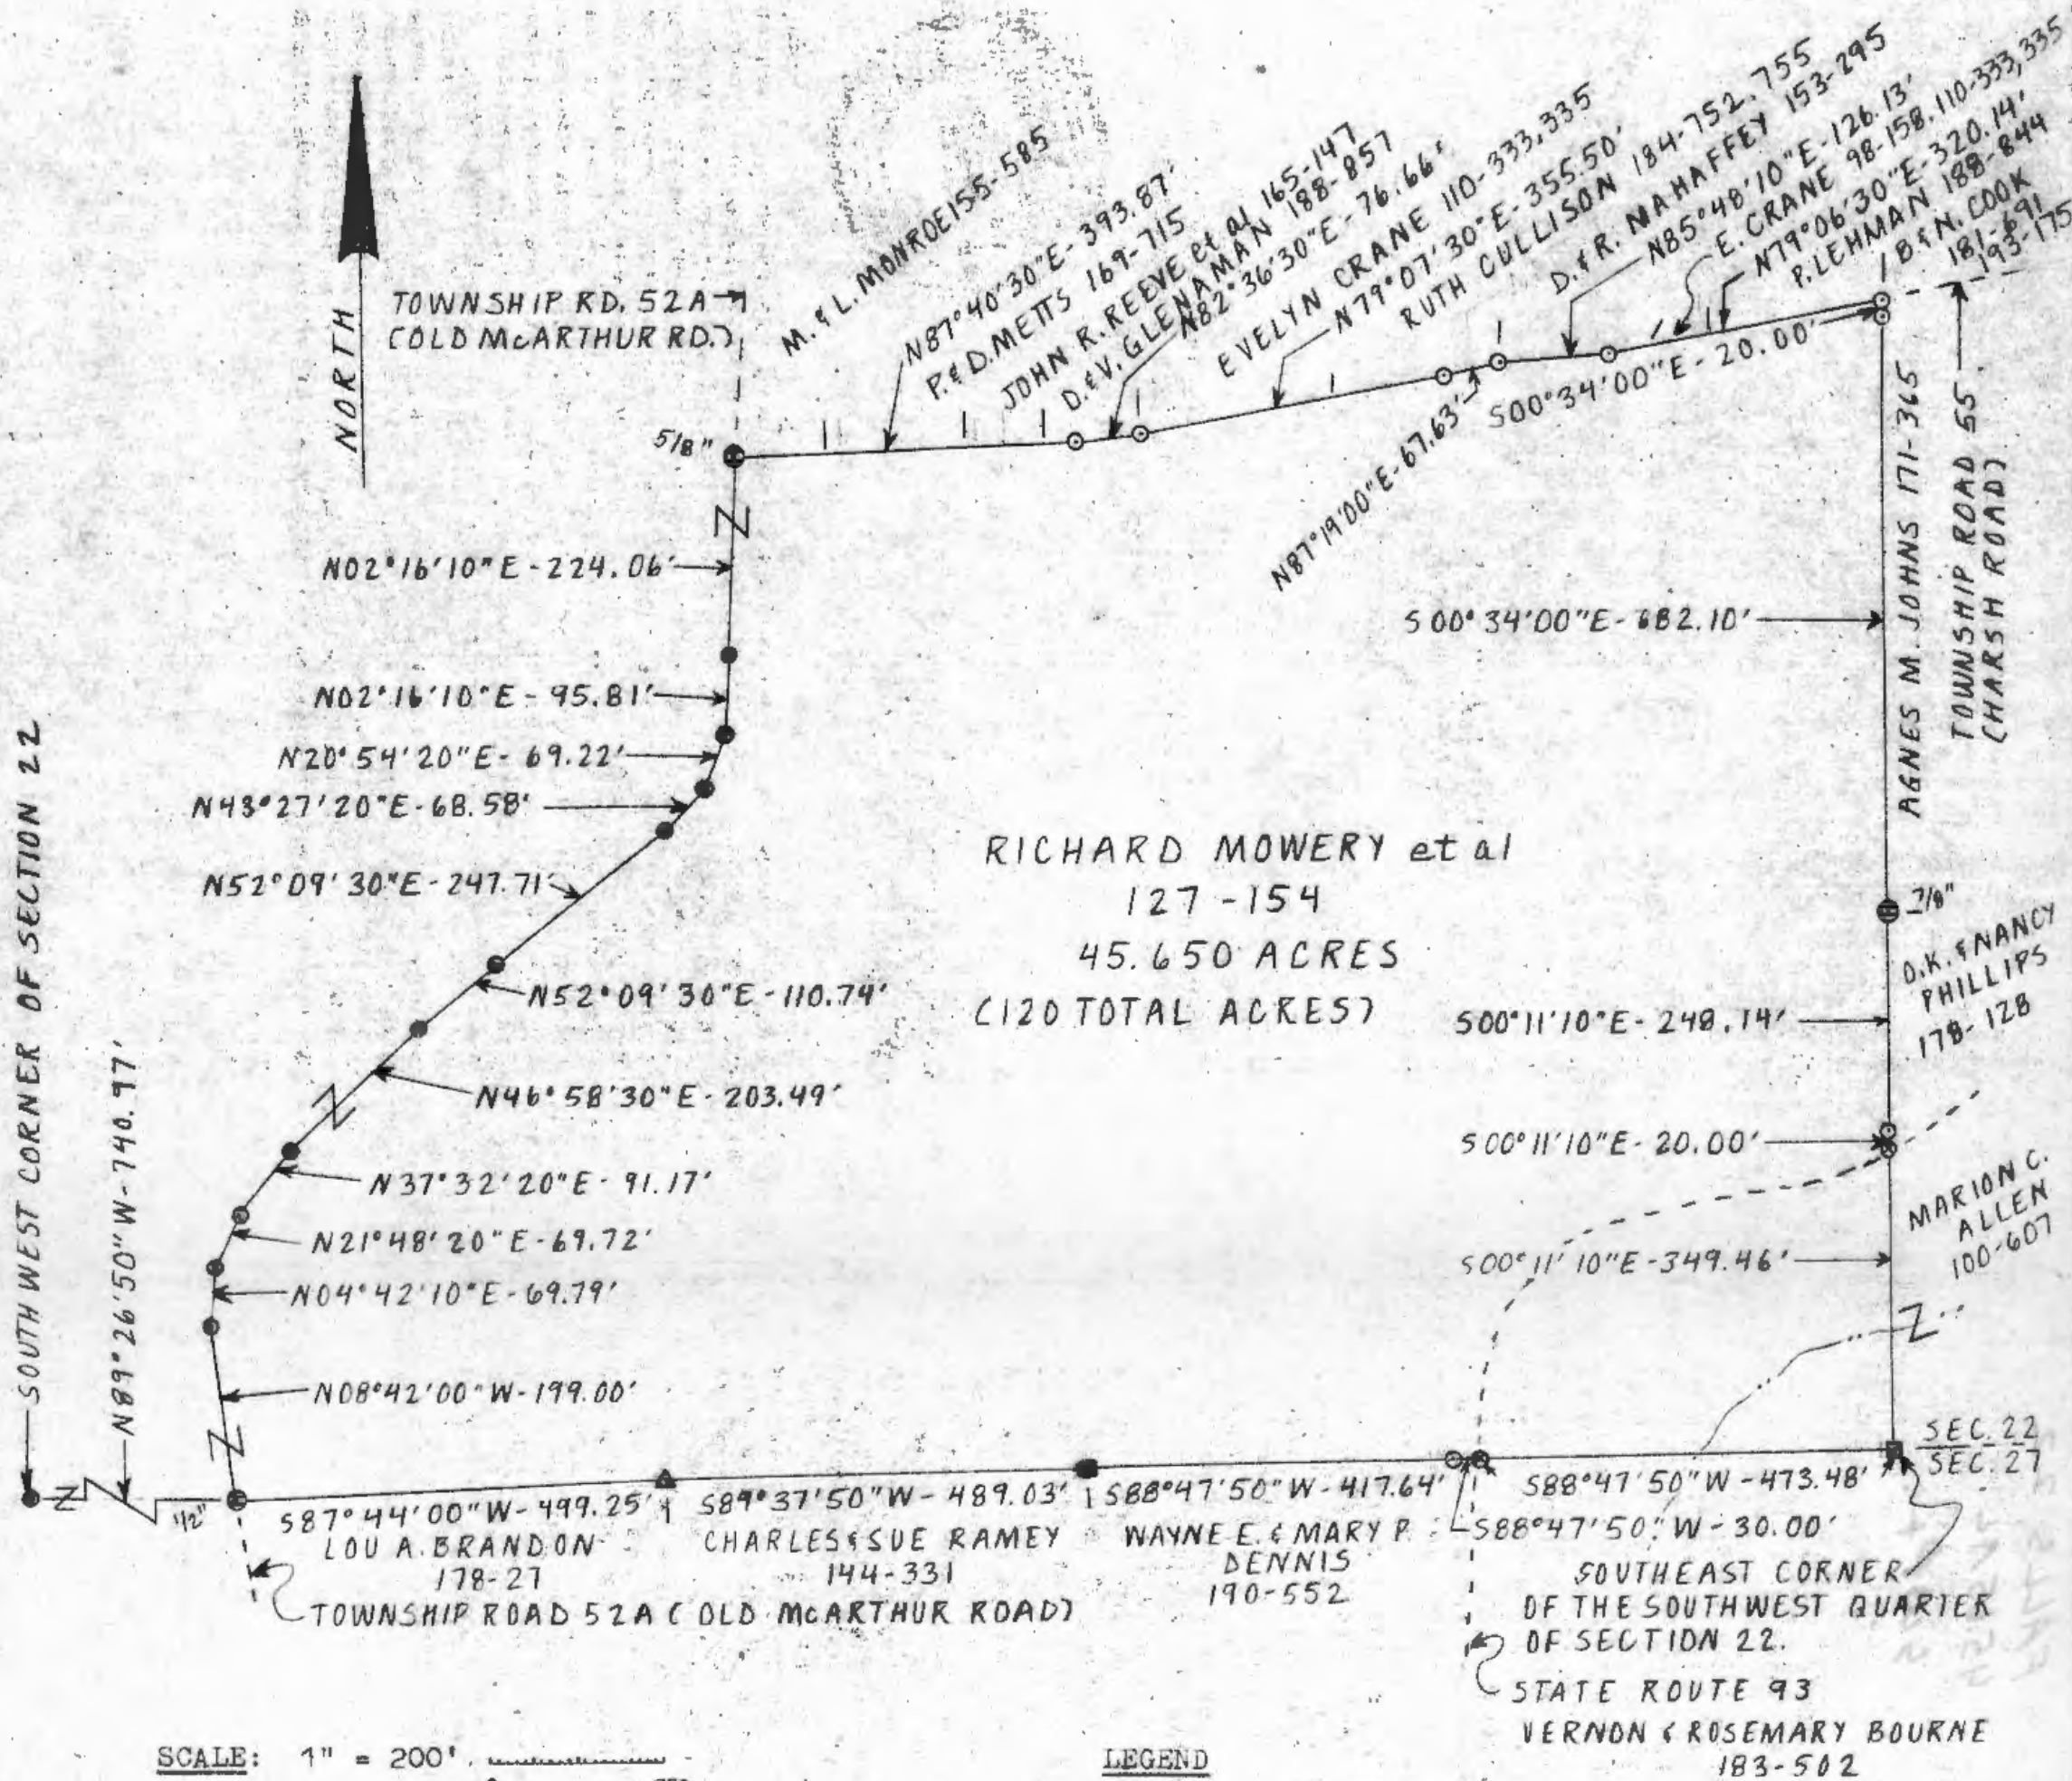 M. & L. MONROE 155-585
N87°40'30"E-393.87'
P. & D. METTS 169-715
JOHN R. REEVE et al 165-147
D. & V. GLENAMAN 188-857
N82°36'30"E-76.66'
EVELYN CRANE 110-333,335
N79°07'30"E-355.50'
RUTH CULLISON 184-752,755
D. & R. MAHAFFEY 153-295
N85°48'10"E-126.13'
E. CRANE 98-158, 110-333,335
N79°06'30"E-320.14'
P. LEHMAN 188-844
B. & N. COOK
181-691
193-175
NORTH
TOWNSHIP RD. 52A
(OLD McARTHUR RD.)
5/8"
N87°19'00"E-67.63'
S00°34'00"E-20.00'
N02°16'10"E-224.06'
S00°34'00"E-682.10'
AGNES M. JOHNS 171-365
TOWNSHIP ROAD 55
(HARSH ROAD)
N02°16'10"E-95.81'
N20°54'20"E-69.22'
N43°27'20"E-68.58'
N52°09'30"E-247.71'
RICHARD MOWERY et al
127-154
45.650 ACRES
(120 TOTAL ACRES)
7/8"
O.K. & NANCY
PHILLIPS
178-128
N52°09'30"E-110.74'
S00°11'10"E-248.14'
N46°58'30"E-203.49'
S00°11'10"E-20.00'
N37°32'20"E-91.17'
MARION C.
ALLEN
100-607
N21°48'20"E-69.72'
S00°11'10"E-349.46'
N04°42'10"E-69.79'
N08°42'00"W-199.00'
SOUTH WEST CORNER OF SECTION 22
N89°26'50"W-740.97'
SEC. 22
SEC. 27
1/2"
S87°44'00"W-499.25'
S89°37'50"W-489.03'
S88°47'50"W-417.64'
S88°47'50"W-473.48'
LOU A. BRANDON
178-27
CHARLES & SUE RAMEY
144-331
WAYNE E. & MARY P.
DENNIS
190-552
S88°47'50"W-30.00'
TOWNSHIP ROAD 52A (OLD McARTHUR ROAD)
SOUTHEAST CORNER
OF THE SOUTHWEST QUARTER
OF SECTION 22.
STATE ROUTE 93
VERNON & ROSEMARY BOURNE
183-502
SCALE: 1" = 200'
LEGEND